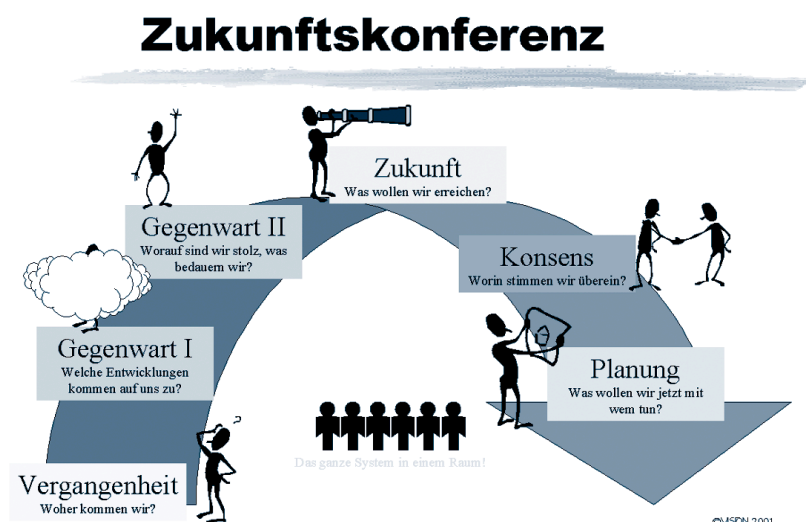 Zukunftskonferenz
Zukunft
Was wollen wir erreichen?
Gegenwart II
Worauf sind wir stolz, was
bedauern wir?
Konsens
Worin stimmen wir überein?
Gegenwart I
Welche Entwicklungen
kommen auf uns zu?
Planung
Was wollen wir jetzt mit
wem tun?
?
Das ganze System in einem Raum!
Vergangenheit
Woher kommen wir?
2001